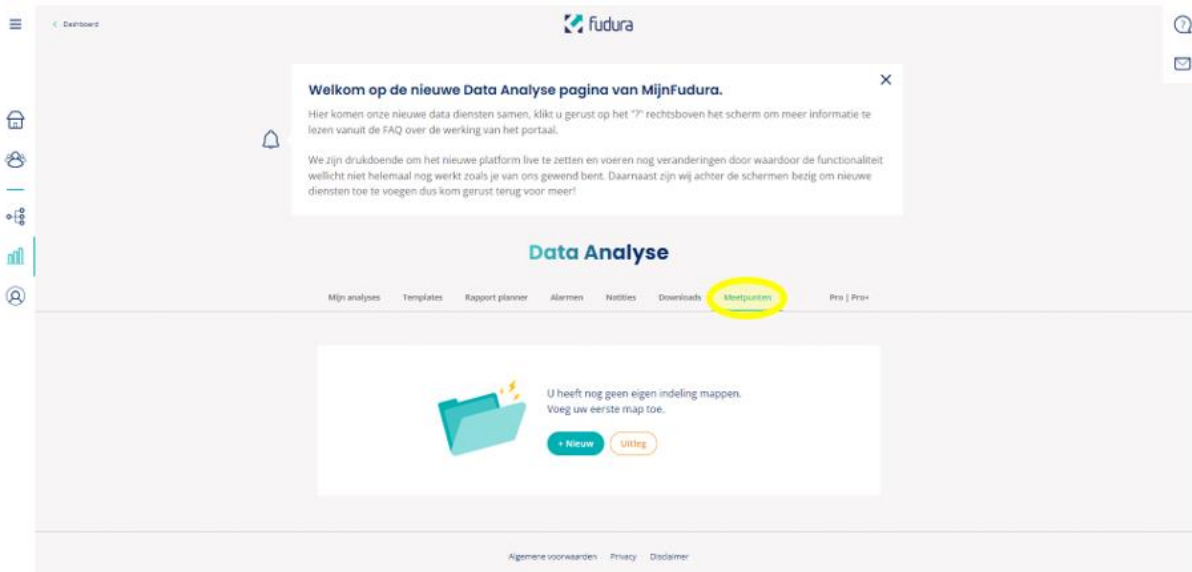 Dashboard
fudura
Welkom op de nieuwe Data Analyse pagina van MijnFudura.
Hier komen onze nieuwe data diensten samen, klikt u gerust op het "?" rechtsboven het scherm om meer informatie te
lezen vanuit de FAQ over de werking van het portaal.
We zijn drukdoende om het nieuwe platform live te zetten en voeren nog veranderingen door waardoor de functionaliteit
wellicht niet helemaal nog werkt zoals je van ons gewend bent. Daarnaast zijn wij achter de schermen bezig om nieuwe
diensten toe te voegen dus kom gerust terug voor meer!
Data Analyse
Mijn analyses Templates Rapport planner Alarmen Notities Downloads Meetpunten Pro | Pro+
U heeft nog geen eigen indeling mappen.
Voeg uw eerste map toe.
+ Nieuw Uitleg
Algemene voorwaarden Privacy Disclaimer